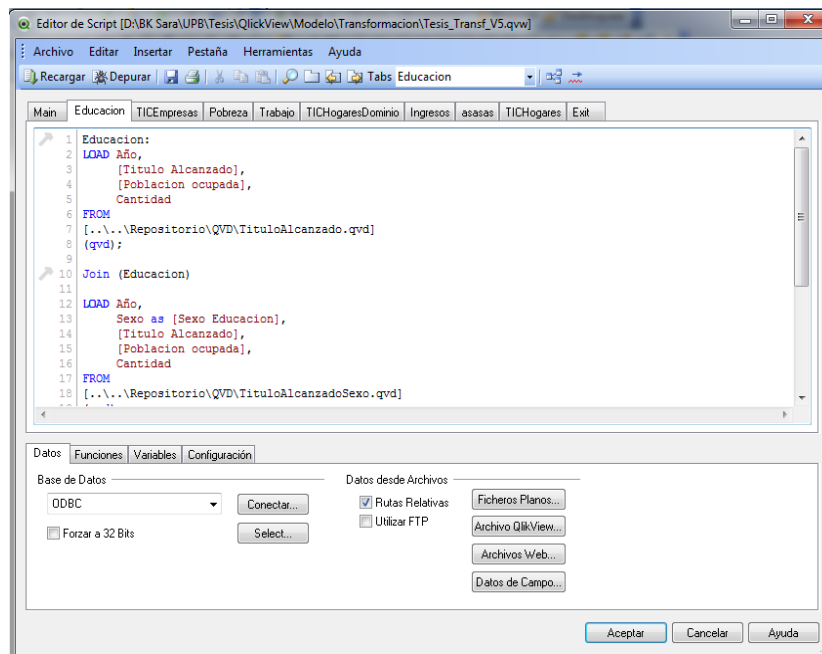 Editor de Script [D:\BK Sara\UPB\Tesis\QlickView\Modelo\Transformacion\Tesis_Transf_V5.qvw]
Archivo Editar Insertar Pestaña Herramientas Ayuda
Recargar Depurar Tabs Educacion
Main Educacion TICEmpresas Pobreza Trabajo TICHogaresDominio Ingresos asasas TICHogares Exit
1 Educacion:
2 LOAD Año,
3 [Titulo Alcanzado],
4 [Poblacion ocupada],
5 Cantidad
6 FROM
7 [..\..\Repositorio\QVD\TituloAlcanzado.qvd]
8 (qvd);
9
10 Join (Educacion)
11
12 LOAD Año,
13 Sexo as [Sexo Educacion],
14 [Titulo Alcanzado],
15 [Poblacion ocupada],
16 Cantidad
17 FROM
18 [..\..\Repositorio\QVD\TituloAlcanzadoSexo.qvd]
Datos Funciones Variables Configuración
Base de Datos
ODBC
Conectar...
Forzar a 32 Bits
Select...
Datos desde Archivos
Rutas Relativas
Utilizar FTP
Ficheros Planos...
Archivo QlikView...
Archivos Web...
Datos de Campo...
Aceptar Cancelar Ayuda